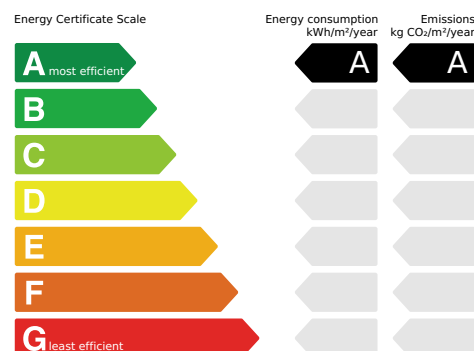 Energy Certificate Scale
Energy consumption
kWh/m²/year
Emissions
kg CO₂/m²/year
A most efficient
A
A
B
C
D
E
F
G least efficient